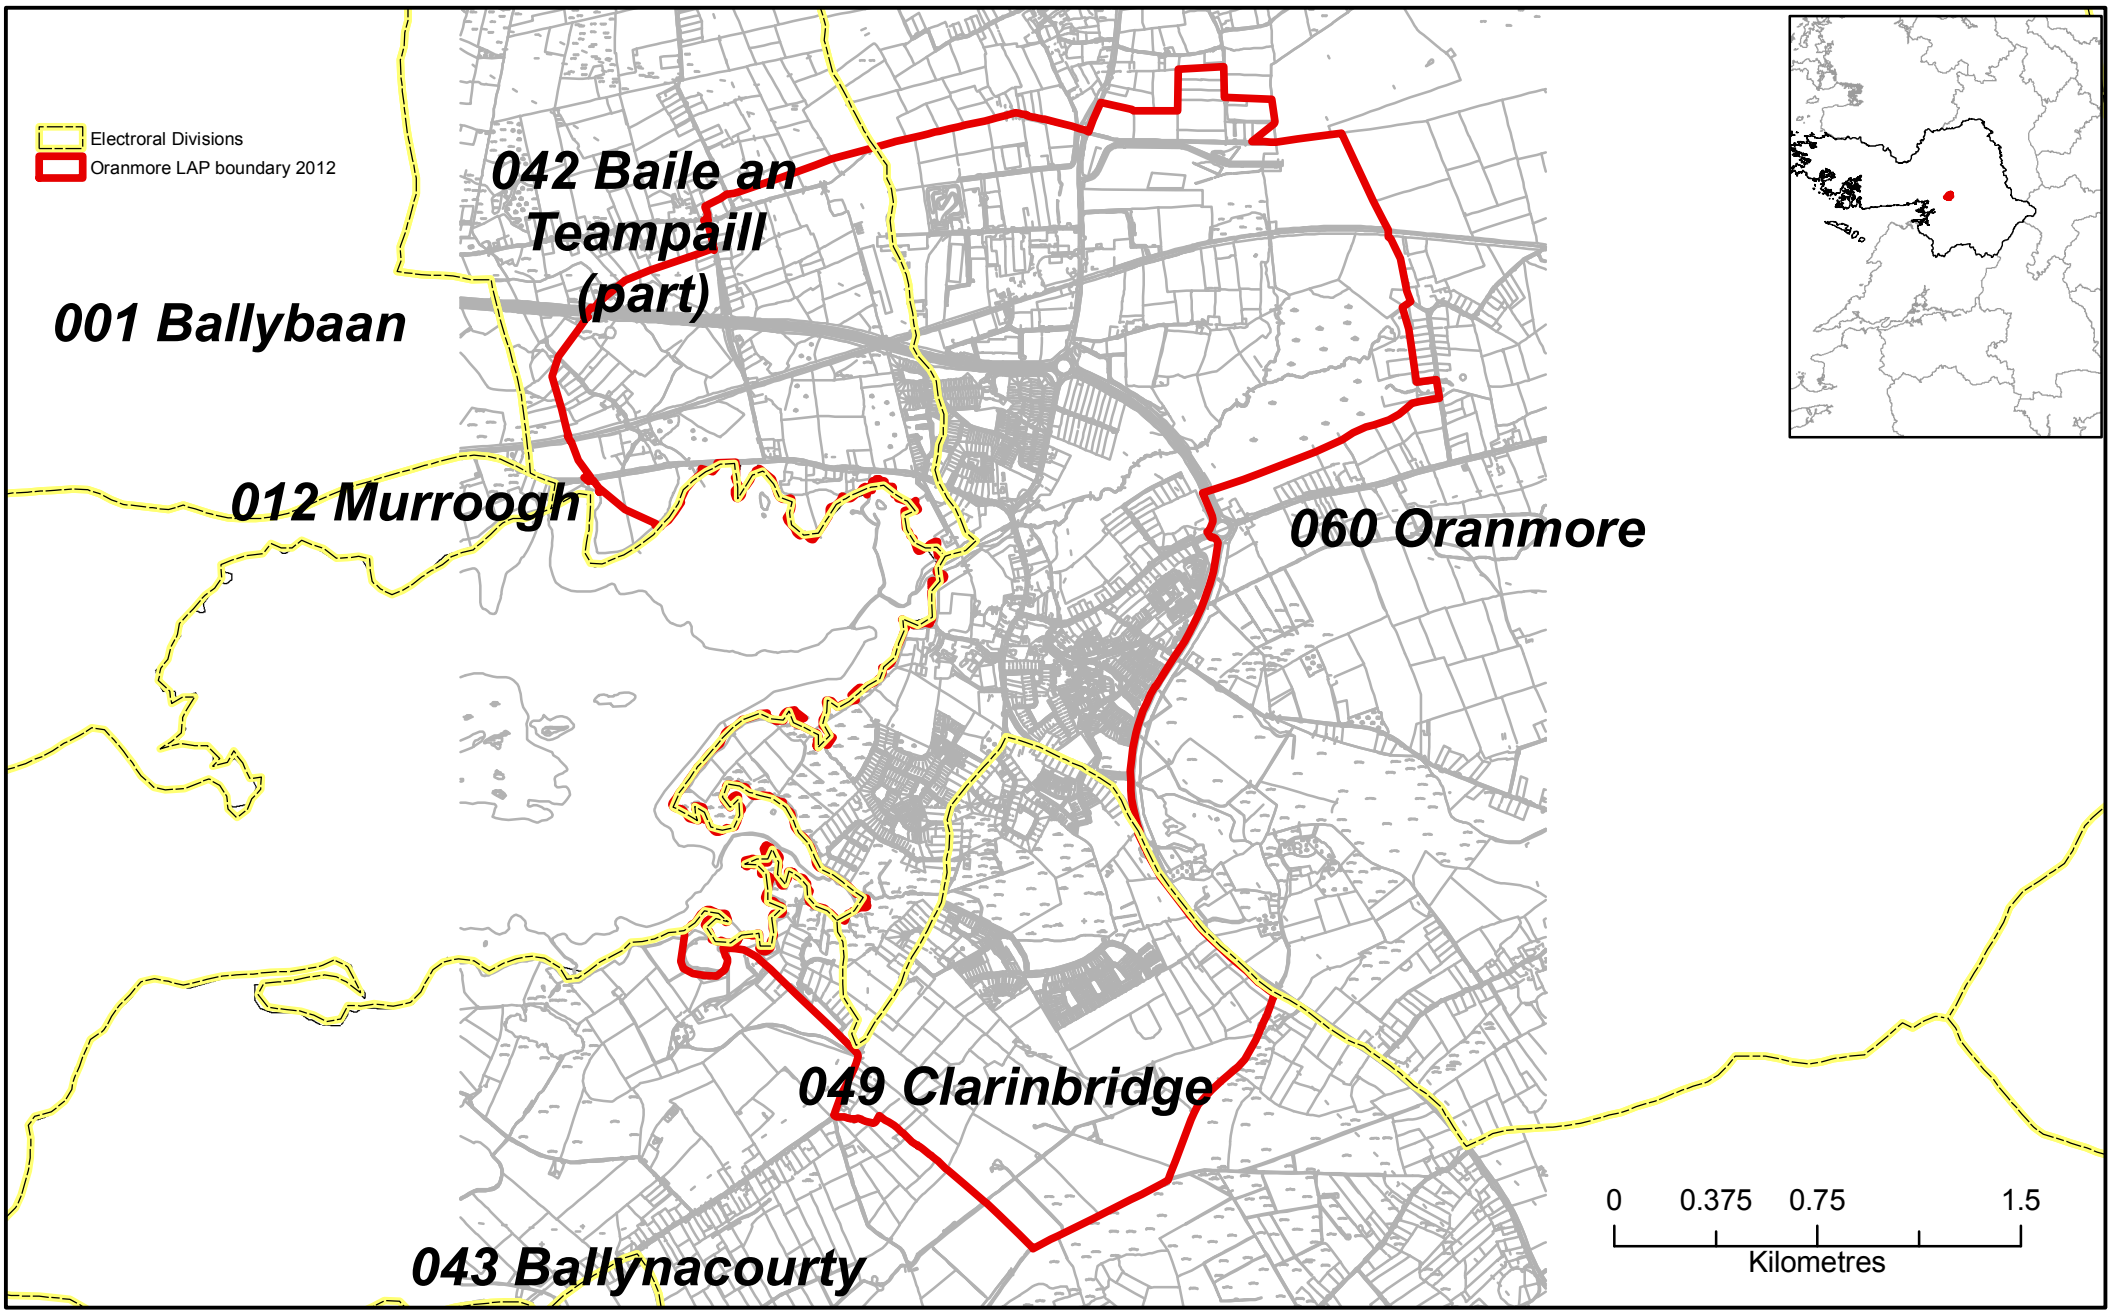 Electroral Divisions
Oranmore LAP boundary 2012
042 Baile an
Teampaill
(part)
001 Ballybaan
012 Murroogh
060 Oranmore
049 Clarinbridge
043 Ballynacourty
0 0.375 0.75 1.5
Kilometres